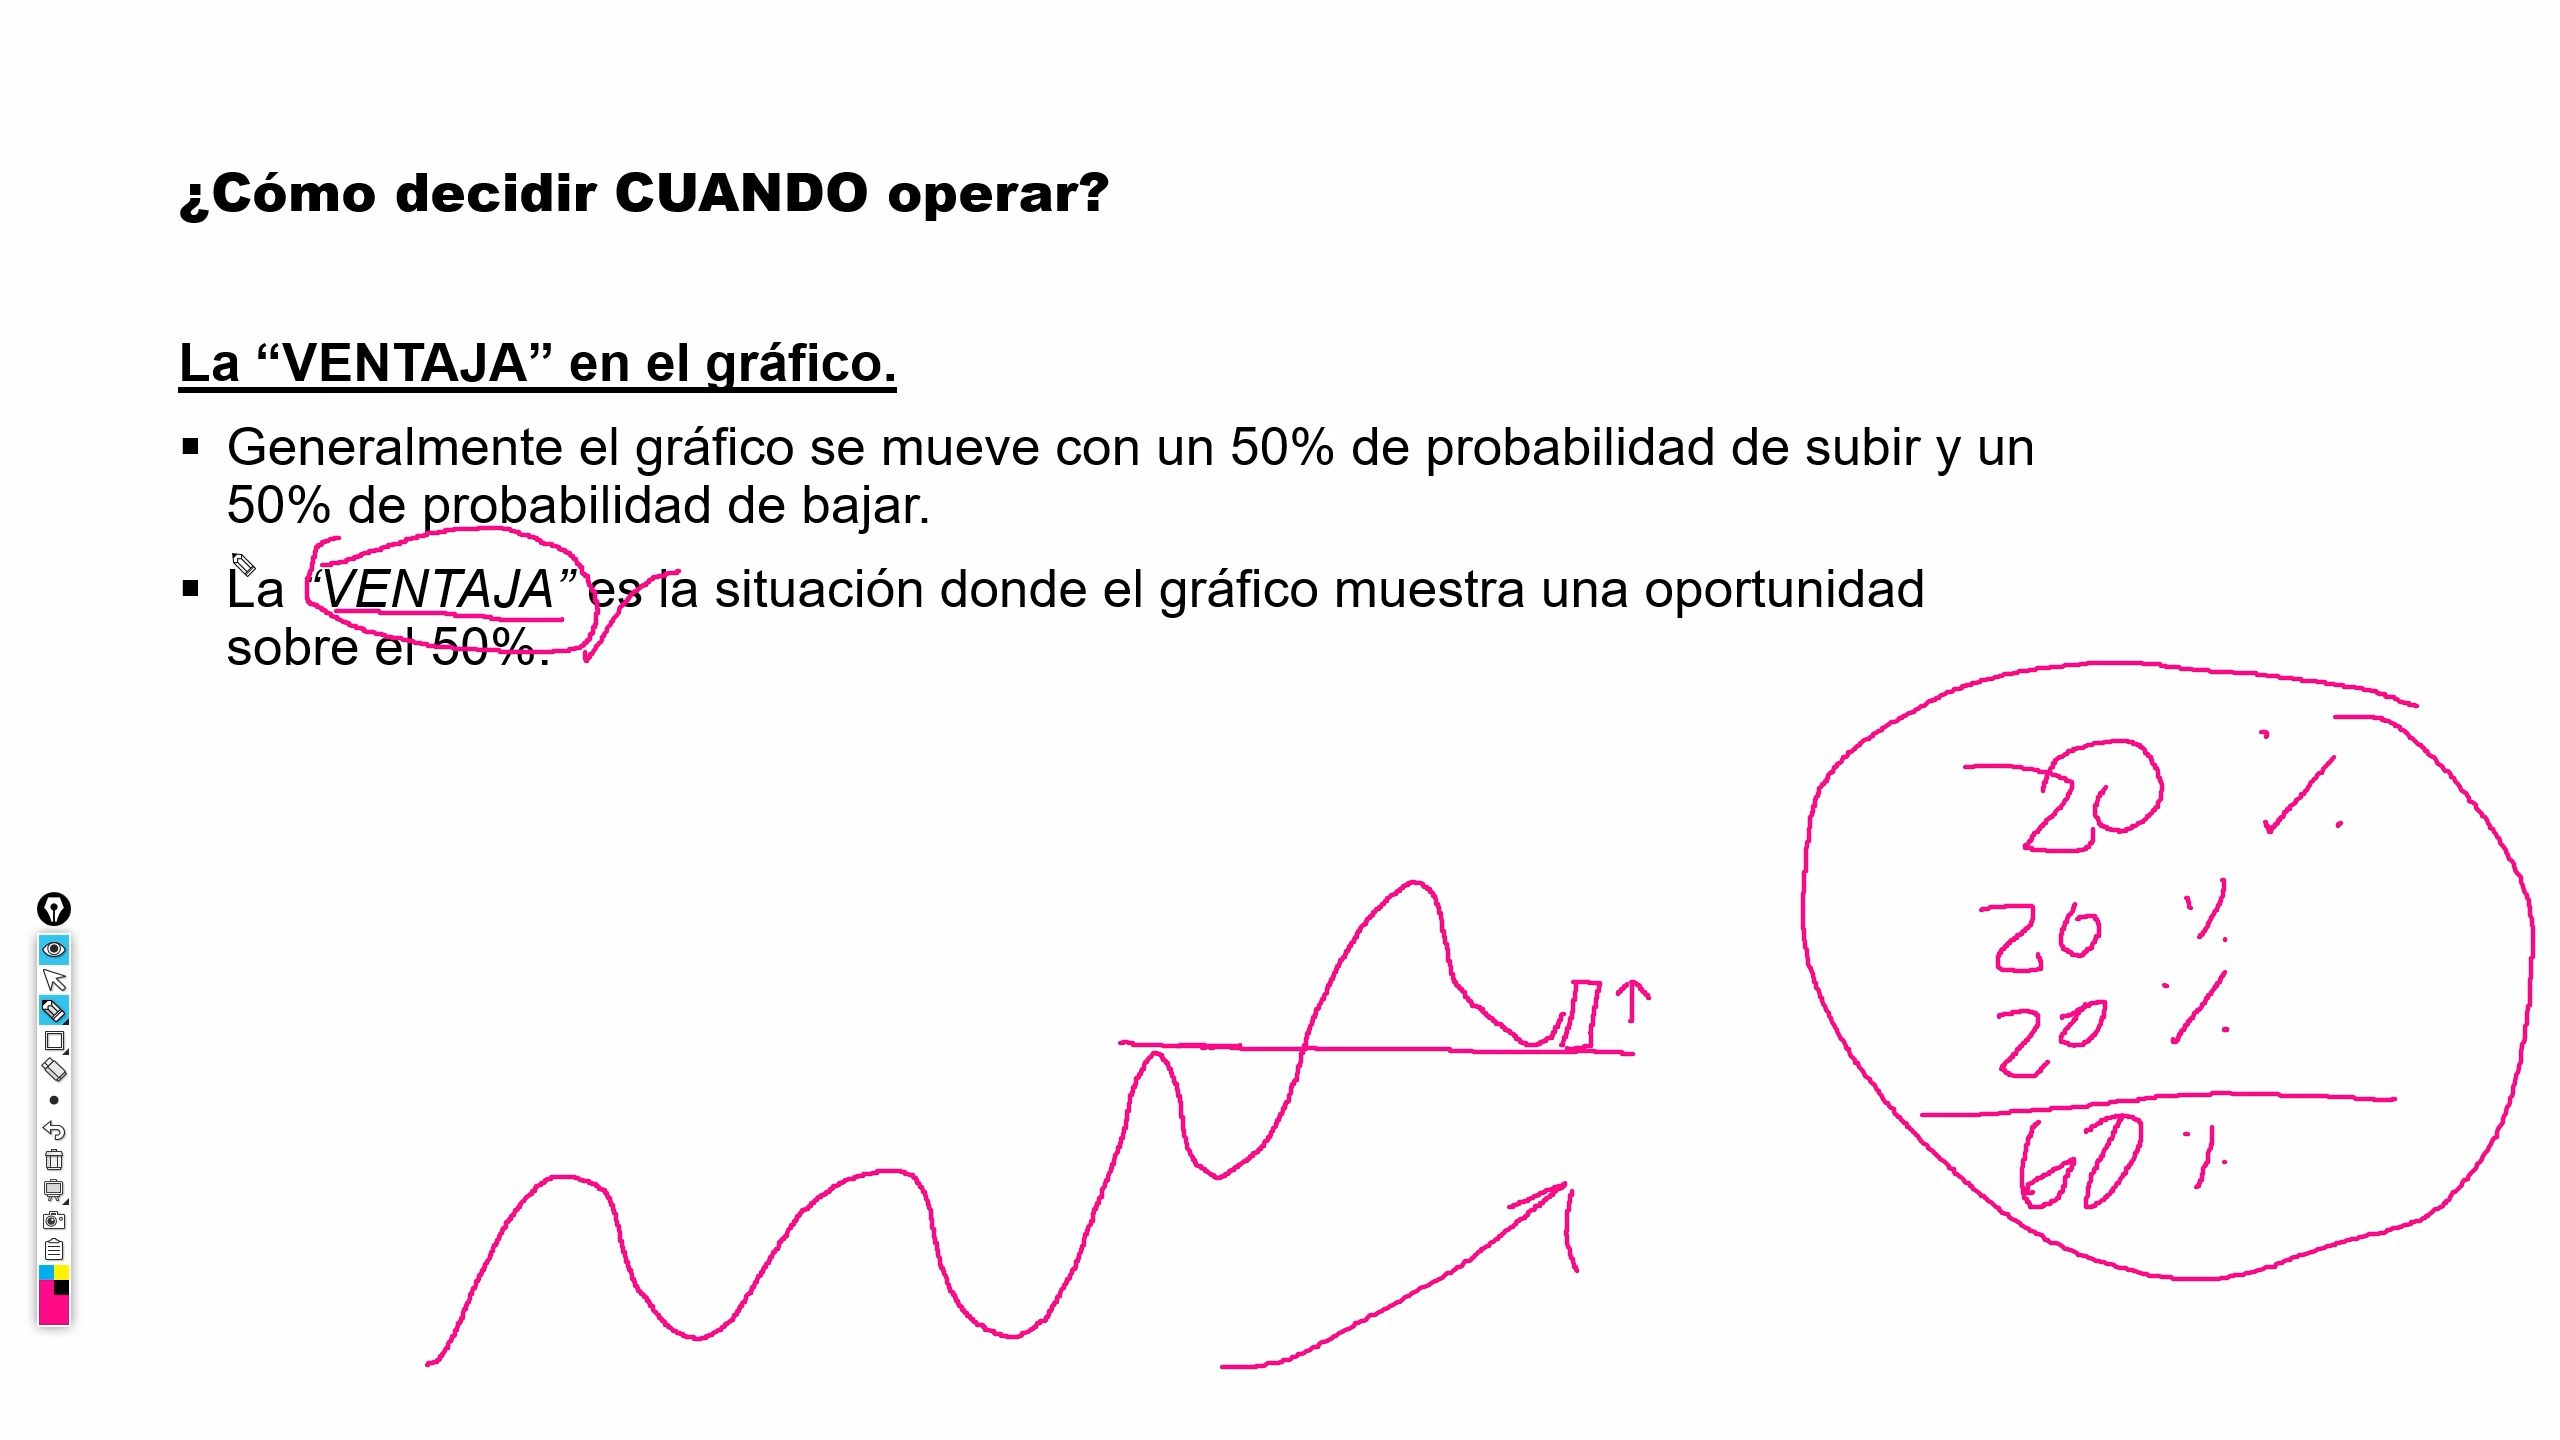 ¿Cómo decidir CUANDO operar?
La “VENTAJA” en el gráfico.
▪ Generalmente el gráfico se mueve con un 50% de probabilidad de subir y un
50% de probabilidad de bajar.
▪ La “VENTAJA” es la situación donde el gráfico muestra una oportunidad
sobre el 50%.
20 %
20 %
20 %
60 %